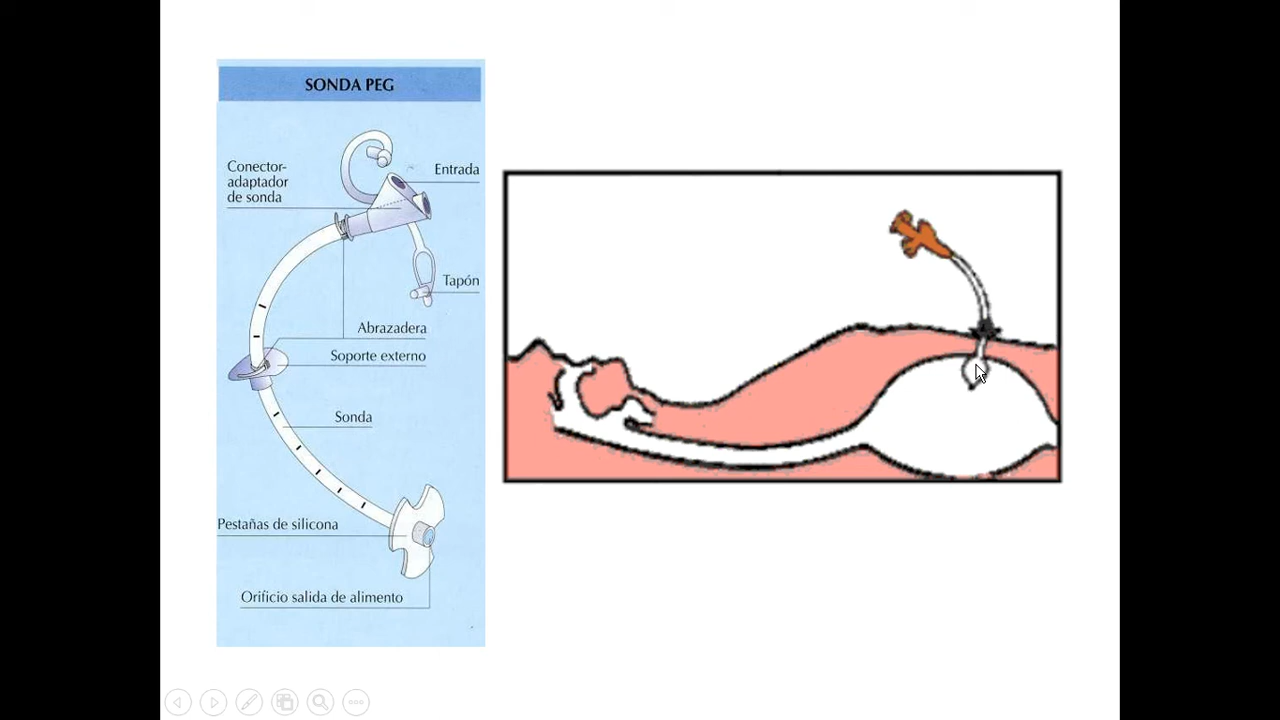 SONDA PEG
Conector-
adaptador
de sonda
Entrada
Tapón
Abrazadera
Soporte externo
Sonda
Pestañas de silicona
Orificio salida de alimento